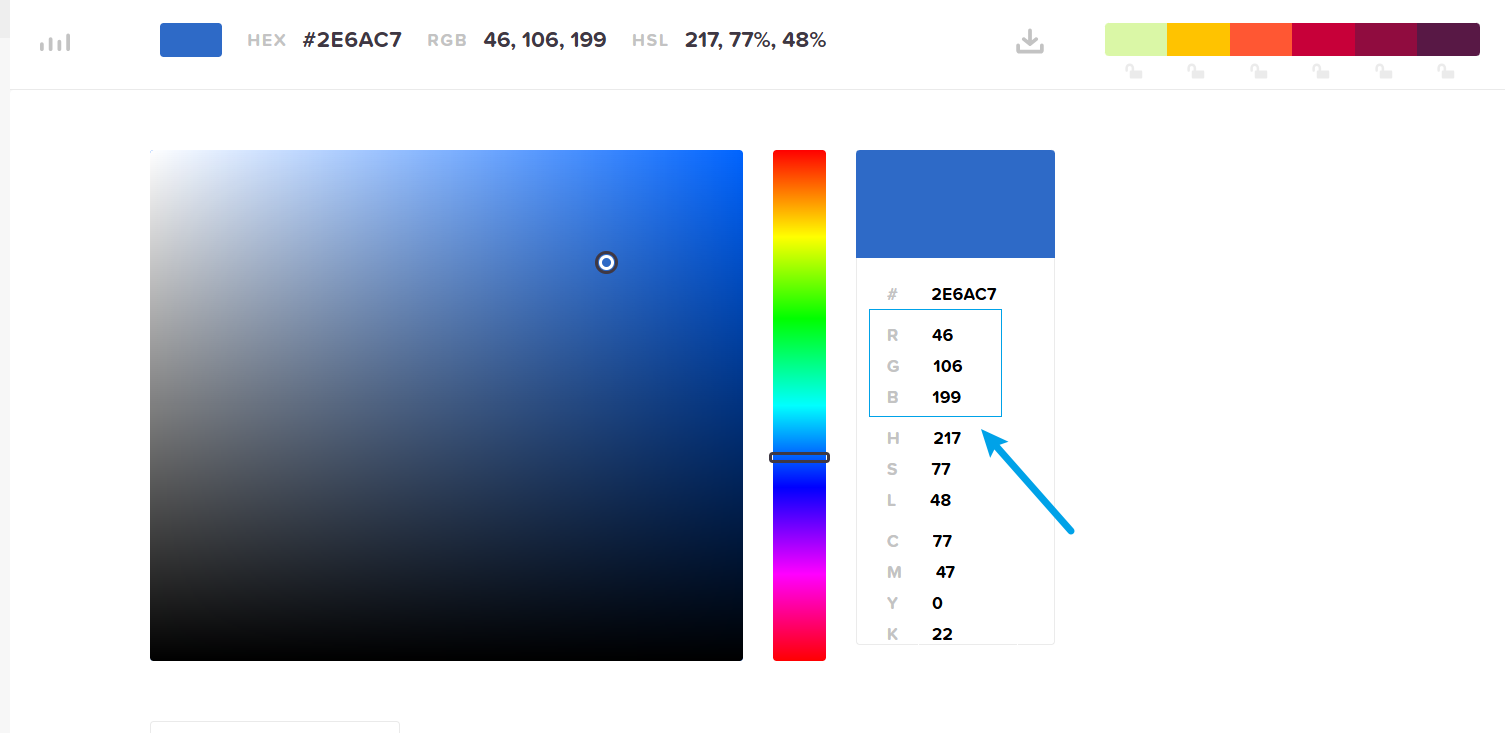 HEX #2E6AC7 RGB 46, 106, 199 HSL 217, 77%, 48%
# 2E6AC7
R 46
G 106
B 199
H 217
S 77
L 48
C 77
M 47
Y 0
K 22